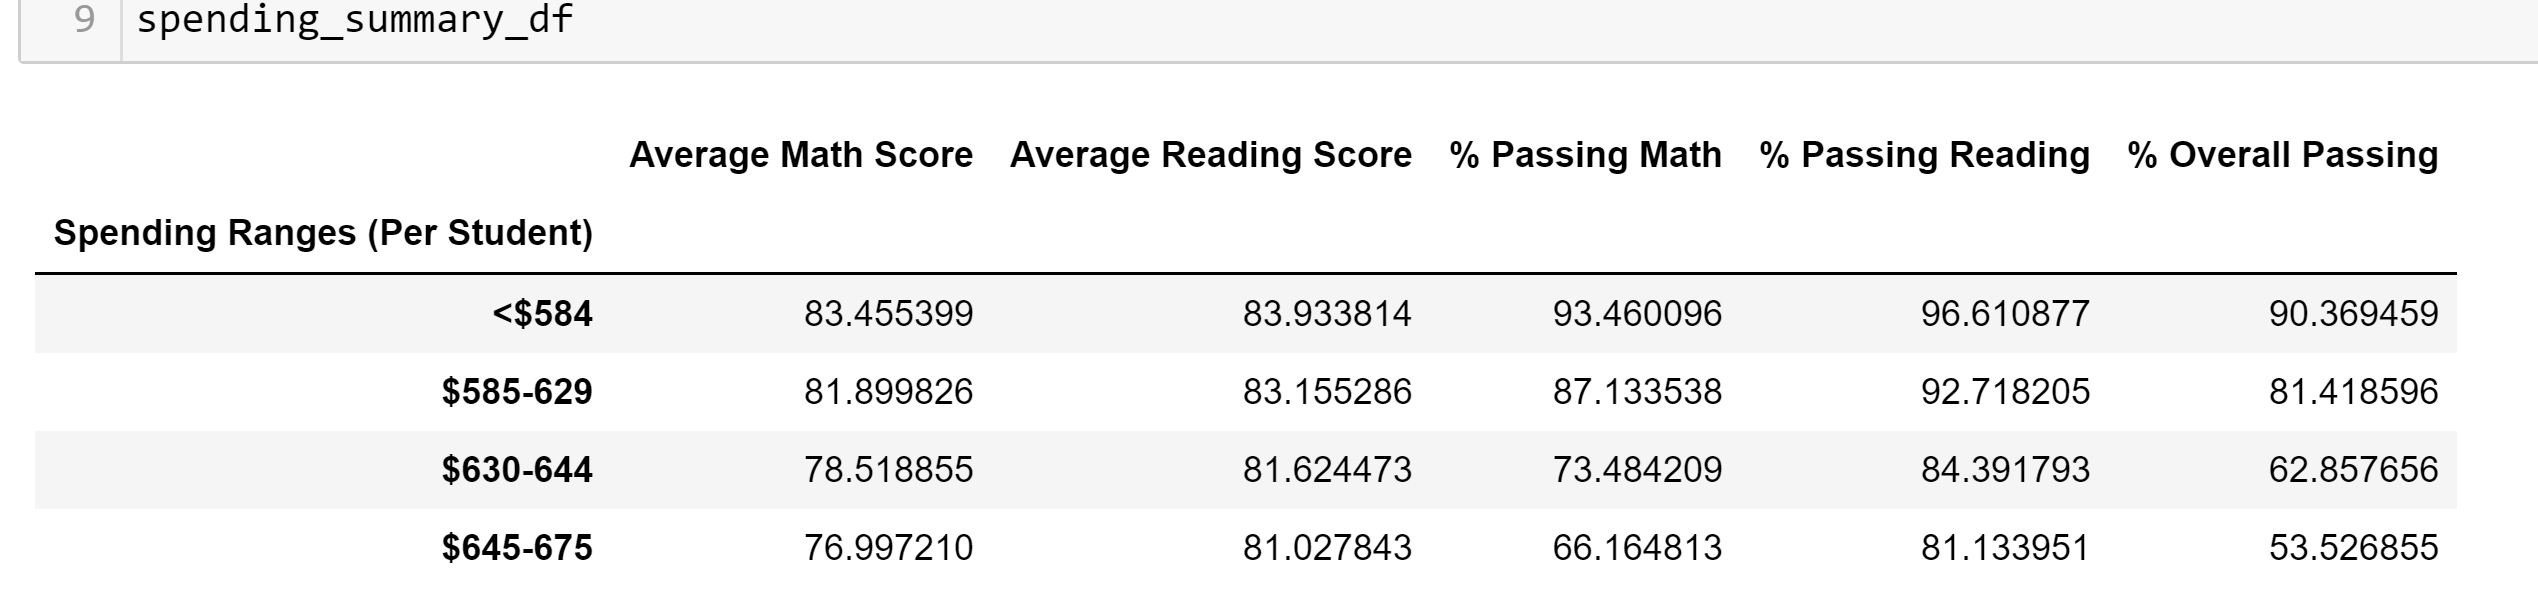 9 spending_summary_df
Average Math Score Average Reading Score % Passing Math % Passing Reading % Overall Passing
Spending Ranges (Per Student)
<$584 83.455399 83.933814 93.460096 96.610877 90.369459
$585-629 81.899826 83.155286 87.133538 92.718205 81.418596
$630-644 78.518855 81.624473 73.484209 84.391793 62.857656
$645-675 76.997210 81.027843 66.164813 81.133951 53.526855